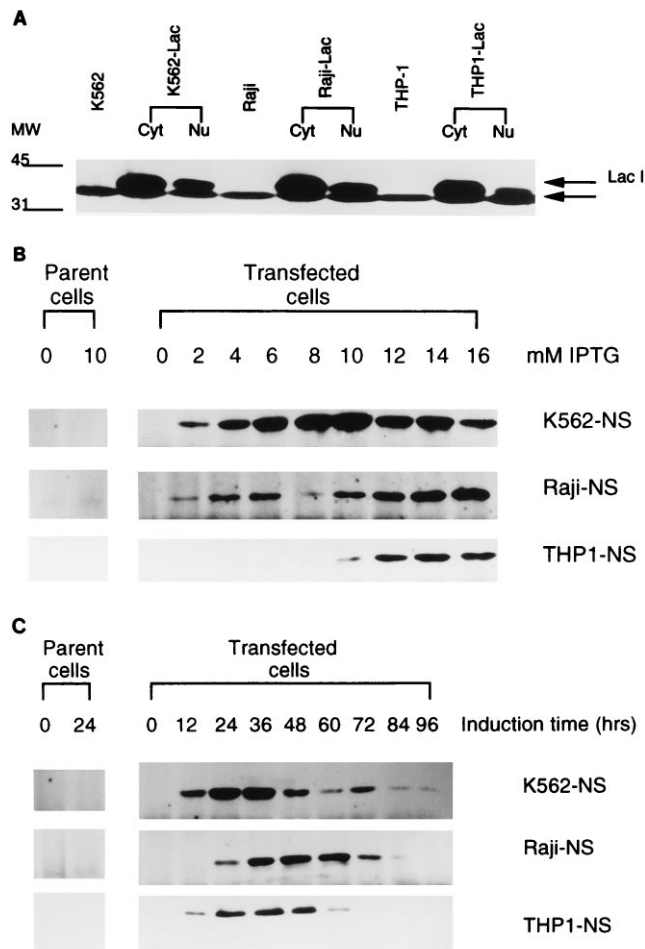 A
K562
K562-Lac
Raji
Raji-Lac
THP-1
THP1-Lac
MW
Cyt Nu Cyt Nu Cyt Nu
45
31
Lac I
B
Parent cells
Transfected cells
0 10 0 2 4 6 8 10 12 14 16 mM IPTG
K562-NS
Raji-NS
THP1-NS
C
Parent cells
Transfected cells
0 24 0 12 24 36 48 60 72 84 96 Induction time (hrs)
K562-NS
Raji-NS
THP1-NS